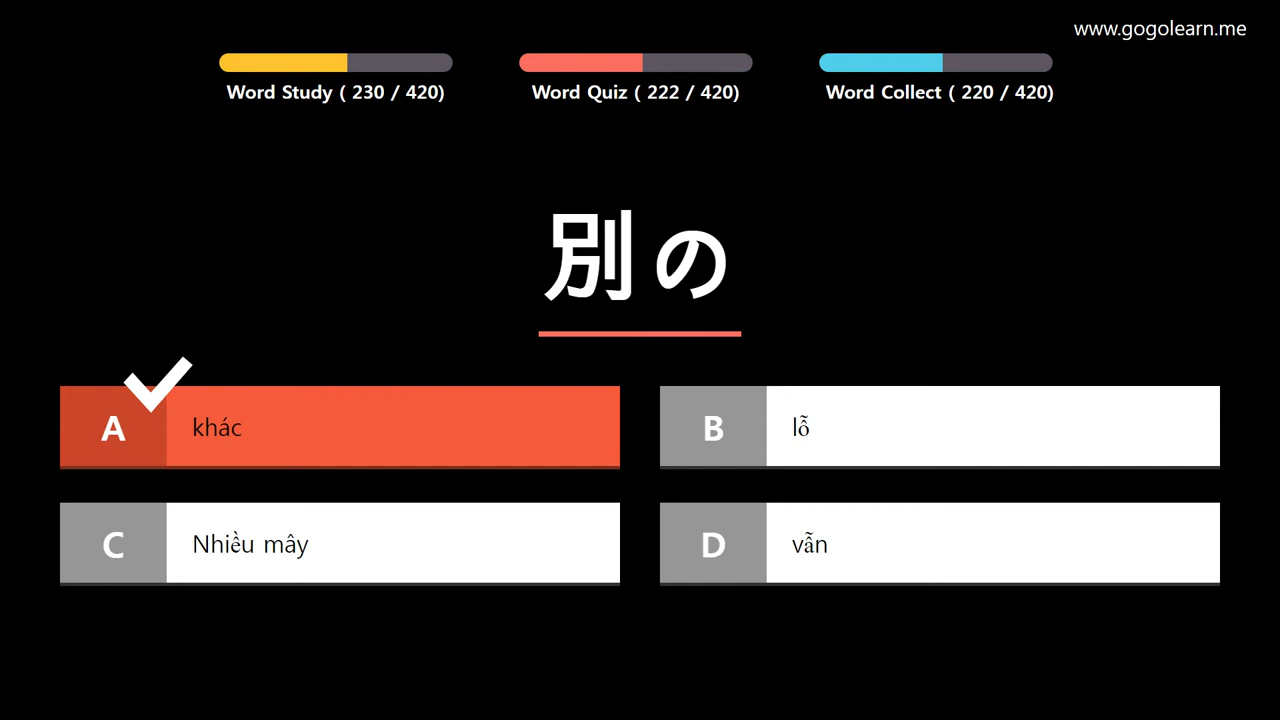 www.gogolearn.me
Word Study ( 230 / 420)
Word Quiz ( 222 / 420)
Word Collect ( 220 / 420)
別の
A khác
B lỗ
C Nhiều mây
D vẫn